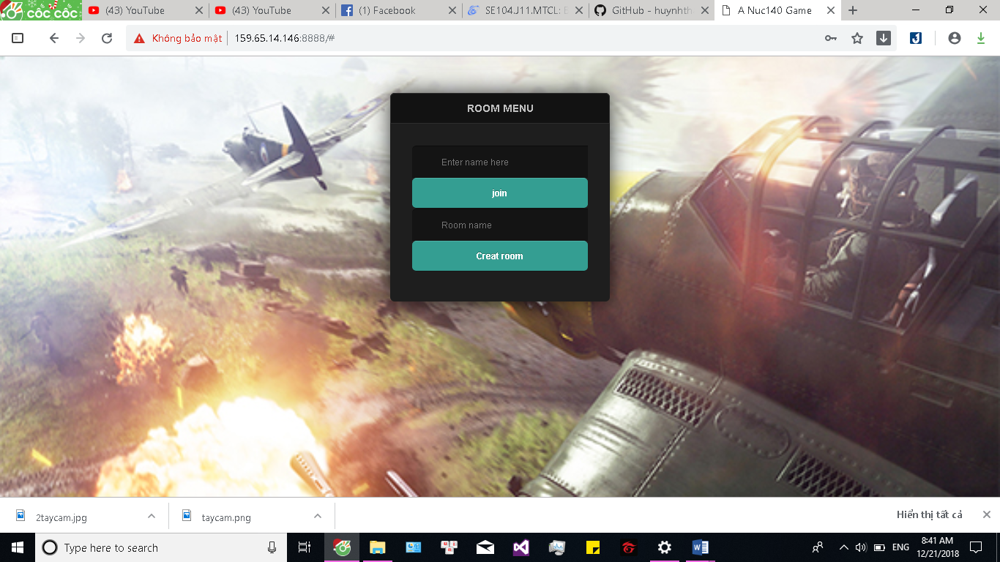 CỐC CỐC
(43) YouTube
(43) YouTube
(1) Facebook
SE104.J11.MTCL:
GitHub - huynhth
A Nuc140 Game
Không bảo mật
159.65.14.146:8888/#
ROOM MENU
Enter name here
join
Room name
Creat room
2taycam.jpg
taycam.png
Hiển thị tất cả
Type here to search
ENG
8:41 AM
12/21/2018